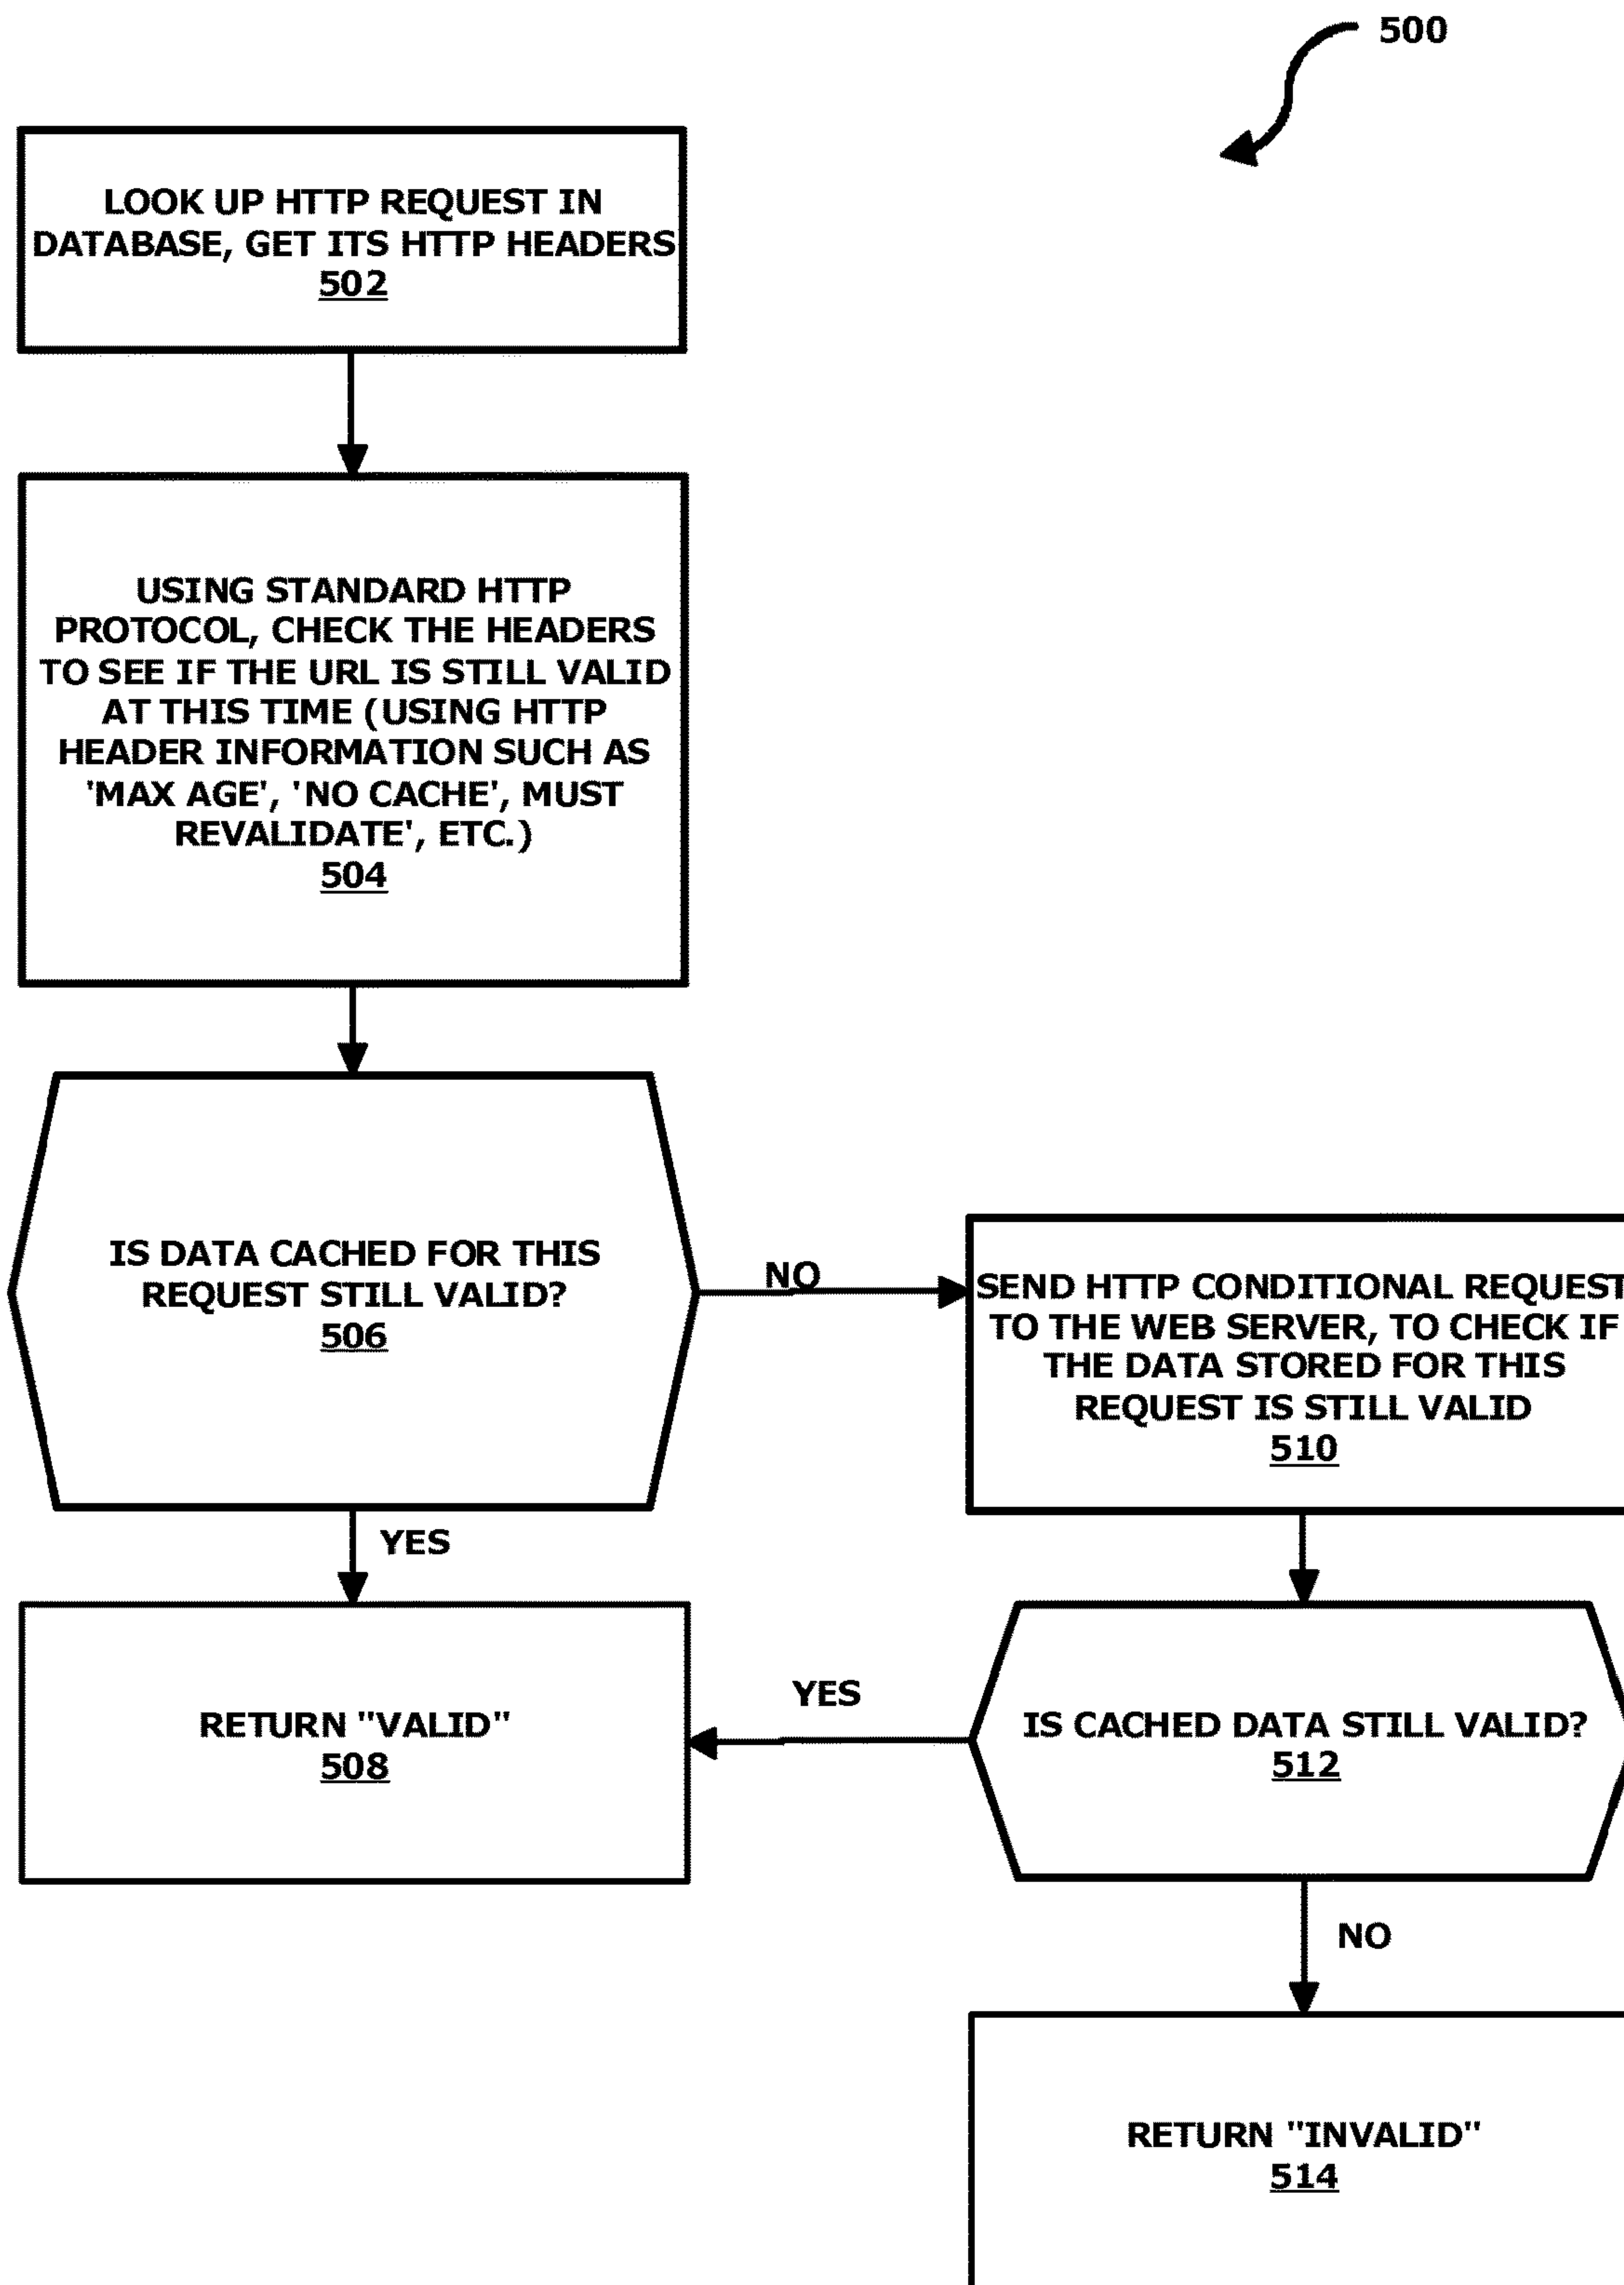 500
LOOK UP HTTP REQUEST IN
DATABASE, GET ITS HTTP HEADERS
502
USING STANDARD HTTP
PROTOCOL, CHECK THE HEADERS
TO SEE IF THE URL IS STILL VALID
AT THIS TIME (USING HTTP
HEADER INFORMATION SUCH AS
'MAX AGE', 'NO CACHE', MUST
REVALIDATE', ETC.)
504
IS DATA CACHED FOR THIS
REQUEST STILL VALID?
506
NO
SEND HTTP CONDITIONAL REQUEST
TO THE WEB SERVER, TO CHECK IF
THE DATA STORED FOR THIS
REQUEST IS STILL VALID
510
YES
RETURN "VALID"
508
YES
IS CACHED DATA STILL VALID?
512
NO
RETURN "INVALID"
514